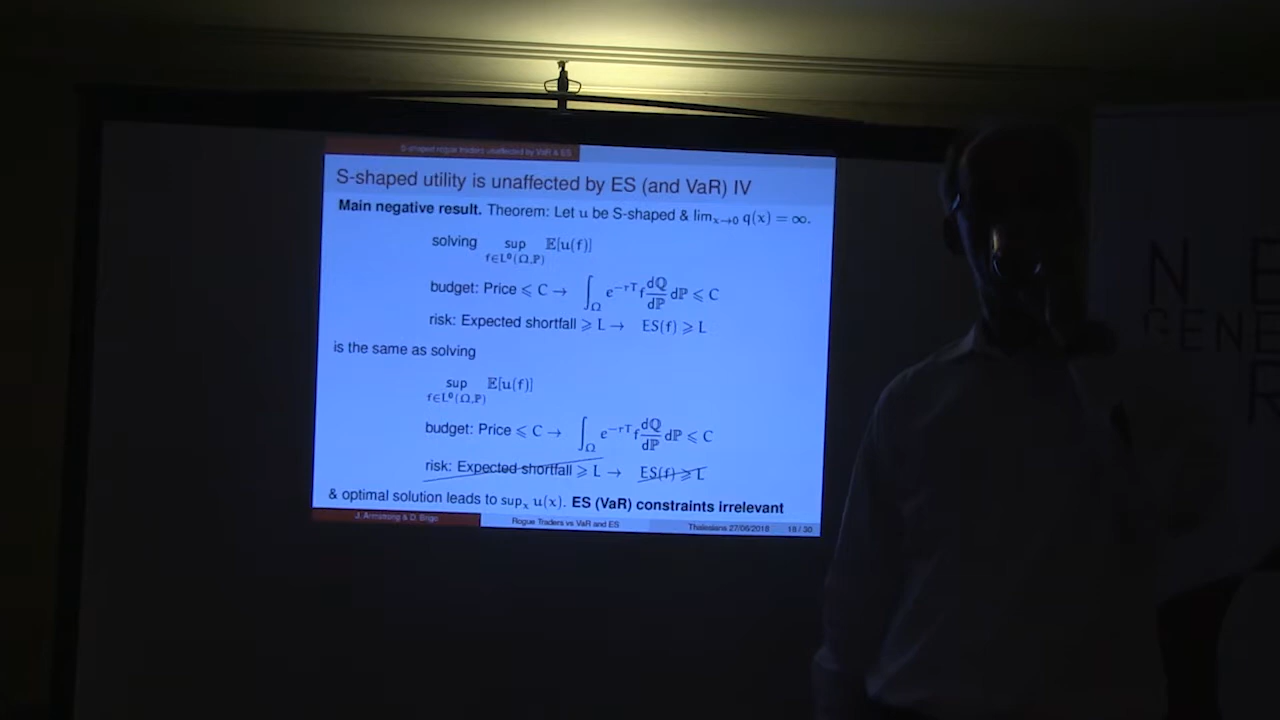 S-shaped rogue traders unaffected by VaR & ES
S-shaped utility is unaffected by ES (and VaR) IV
Main negative result. Theorem: Let u be S-shaped & lim_{x→0} q(x) = ∞.
solving sup_{f∈L⁰(Ω,ℙ)} 𝔼[u(f)]
budget: Price ⩽ C → ∫_Ω e^{−rT} f dℚ/dℙ dℙ ⩽ C
risk: Expected shortfall ⩾ L → ES(f) ⩾ L
is the same as solving
sup_{f∈L⁰(Ω,ℙ)} 𝔼[u(f)]
budget: Price ⩽ C → ∫_Ω e^{−rT} f dℚ/dℙ dℙ ⩽ C
risk: Expected shortfall ⩾ L → ES(f) ⩾ L
& optimal solution leads to sup_x u(x). ES (VaR) constraints irrelevant
J. Armstrong & D. Brigo Rogue Traders vs VaR and ES Thalesians 27/06/2018 18 / 30
N E
GENE
R